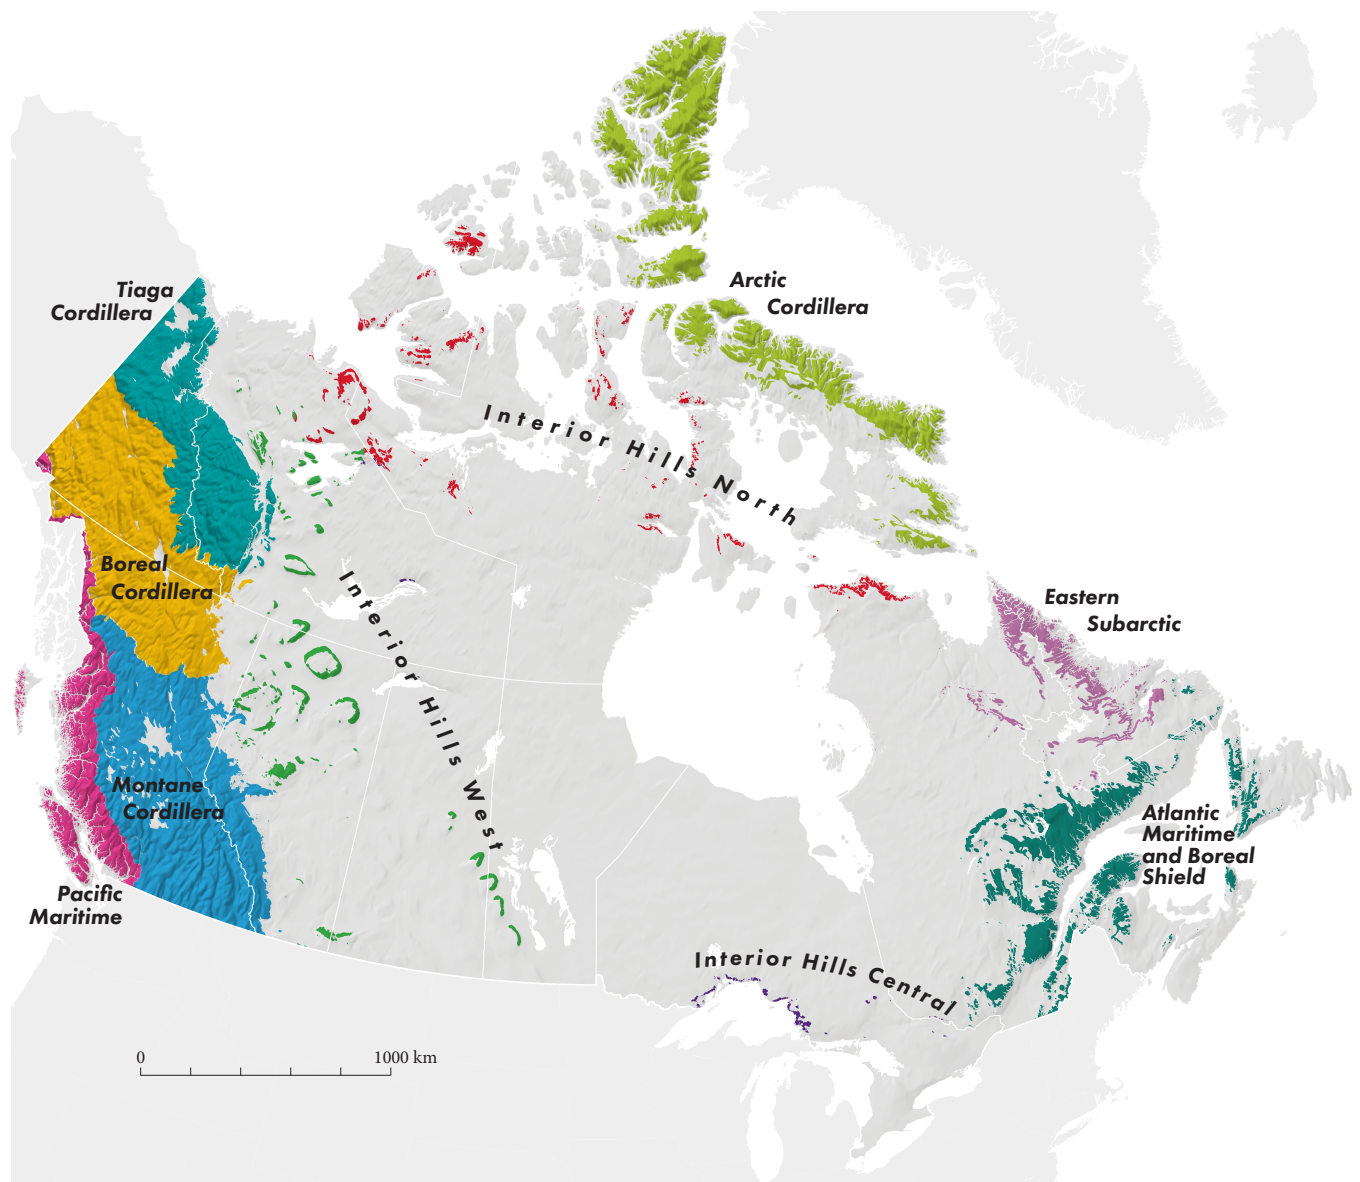 Arctic
Cordillera
Tiaga
Cordillera
Interior Hills North
Boreal
Cordillera
Interior Hills West
Eastern
Subarctic
Montane
Cordillera
Atlantic
Maritime
and Boreal
Shield
Pacific
Maritime
Interior Hills Central
0 1000 km